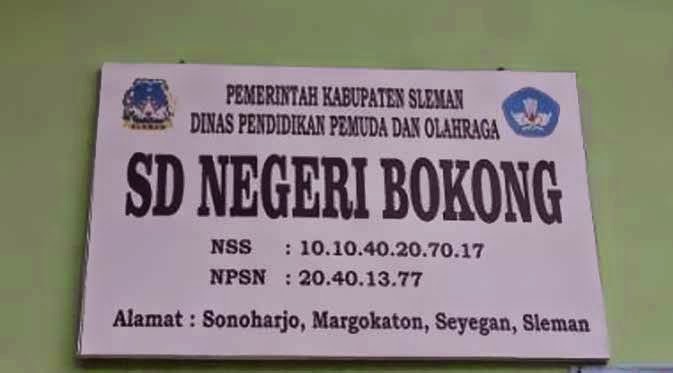 PEMERINTAH KABUPATEN SLEMAN
DINAS PENDIDIKAN PEMUDA DAN OLAHRAGA
SD NEGERI BOKONG
NSS : 10.10.40.20.70.17
NPSN : 20.40.13.77
Alamat : Sonoharjo, Margokaton, Seyegan, Sleman
SLEMAN